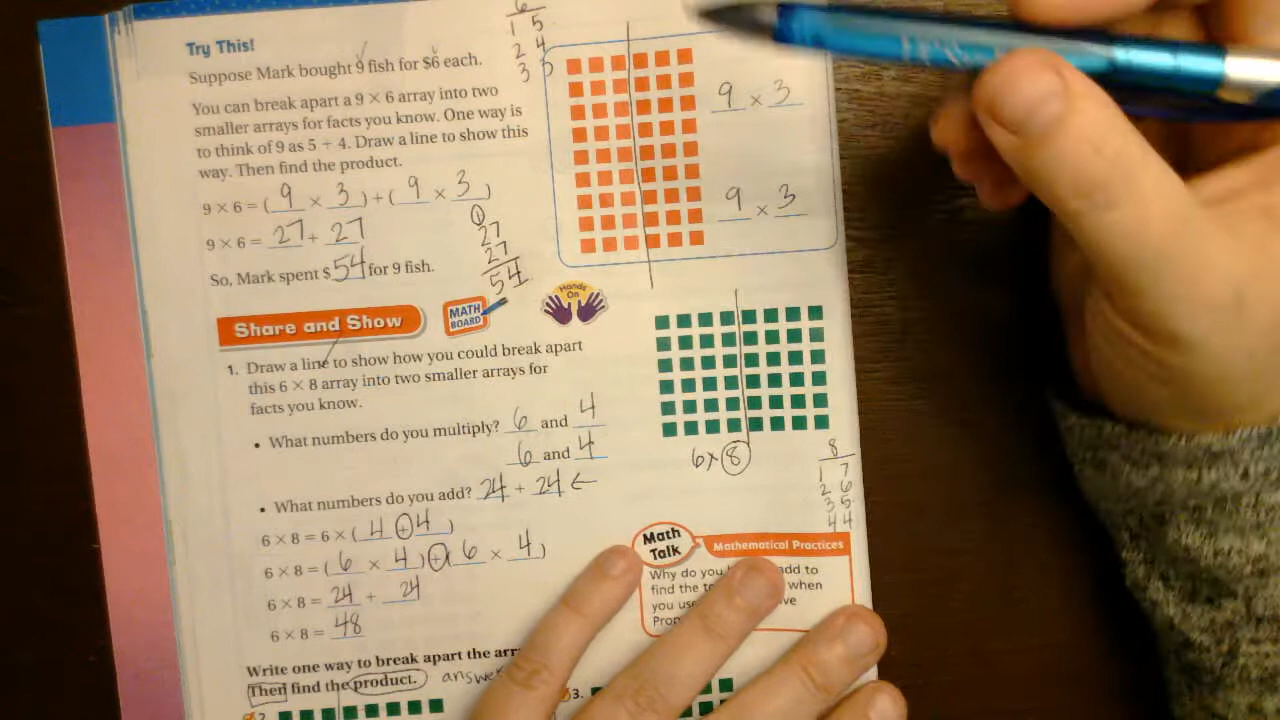 Try This!
Suppose Mark bought 9 fish for $6 each.
You can break apart a 9 × 6 array into two
smaller arrays for facts you know. One way is
to think of 9 as 5 + 4. Draw a line to show this
way. Then find the product.
9 × 6 = (9 × 3) + (9 × 3)
9 × 6 = 27 + 27
So, Mark spent $54 for 9 fish.
6
1 5
2 4
3 3
1
27
27
54
9 × 3
9 × 3
Share and Show
MATH
BOARD
Hands
On
1. Draw a line to show how you could break apart
this 6 × 8 array into two smaller arrays for
facts you know.
• What numbers do you multiply? 6 and 4
6 and 4
• What numbers do you add? 24 + 24 ←
6 × 8 = 6 × (4 + 4)
6 × 8 = (6 × 4) + (6 × 4)
6 × 8 = 24 + 24
6 × 8 = 48
6 × 8
8
1 7
2 6
3 5
4 4
Math
Talk
Mathematical Practices
Why do you add to
find the when
you use
Write one way to break apart the
Then find the product. answer
2.
3.